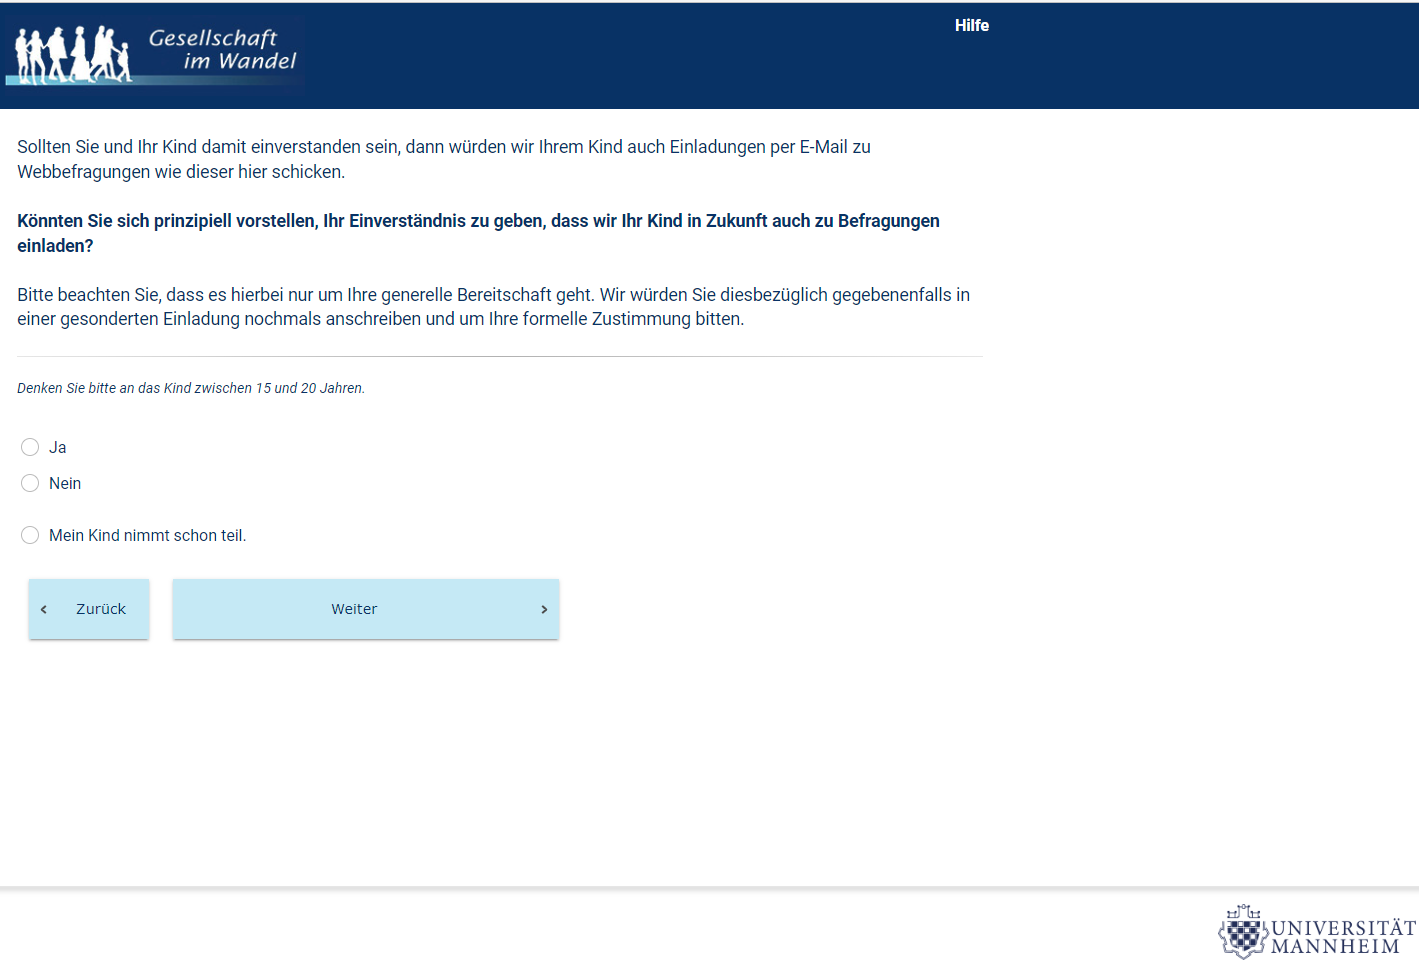 Gesellschaft
im Wandel
Hilfe
Sollten Sie und Ihr Kind damit einverstanden sein, dann würden wir Ihrem Kind auch Einladungen per E-Mail zu
Webbefragungen wie dieser hier schicken.
Könnten Sie sich prinzipiell vorstellen, Ihr Einverständnis zu geben, dass wir Ihr Kind in Zukunft auch zu Befragungen
einladen?
Bitte beachten Sie, dass es hierbei nur um Ihre generelle Bereitschaft geht. Wir würden Sie diesbezüglich gegebenenfalls in
einer gesonderten Einladung nochmals anschreiben und um Ihre formelle Zustimmung bitten.
Denken Sie bitte an das Kind zwischen 15 und 20 Jahren.
Ja
Nein
Mein Kind nimmt schon teil.
‹ Zurück
Weiter ›
UNIVERSITÄT
MANNHEIM